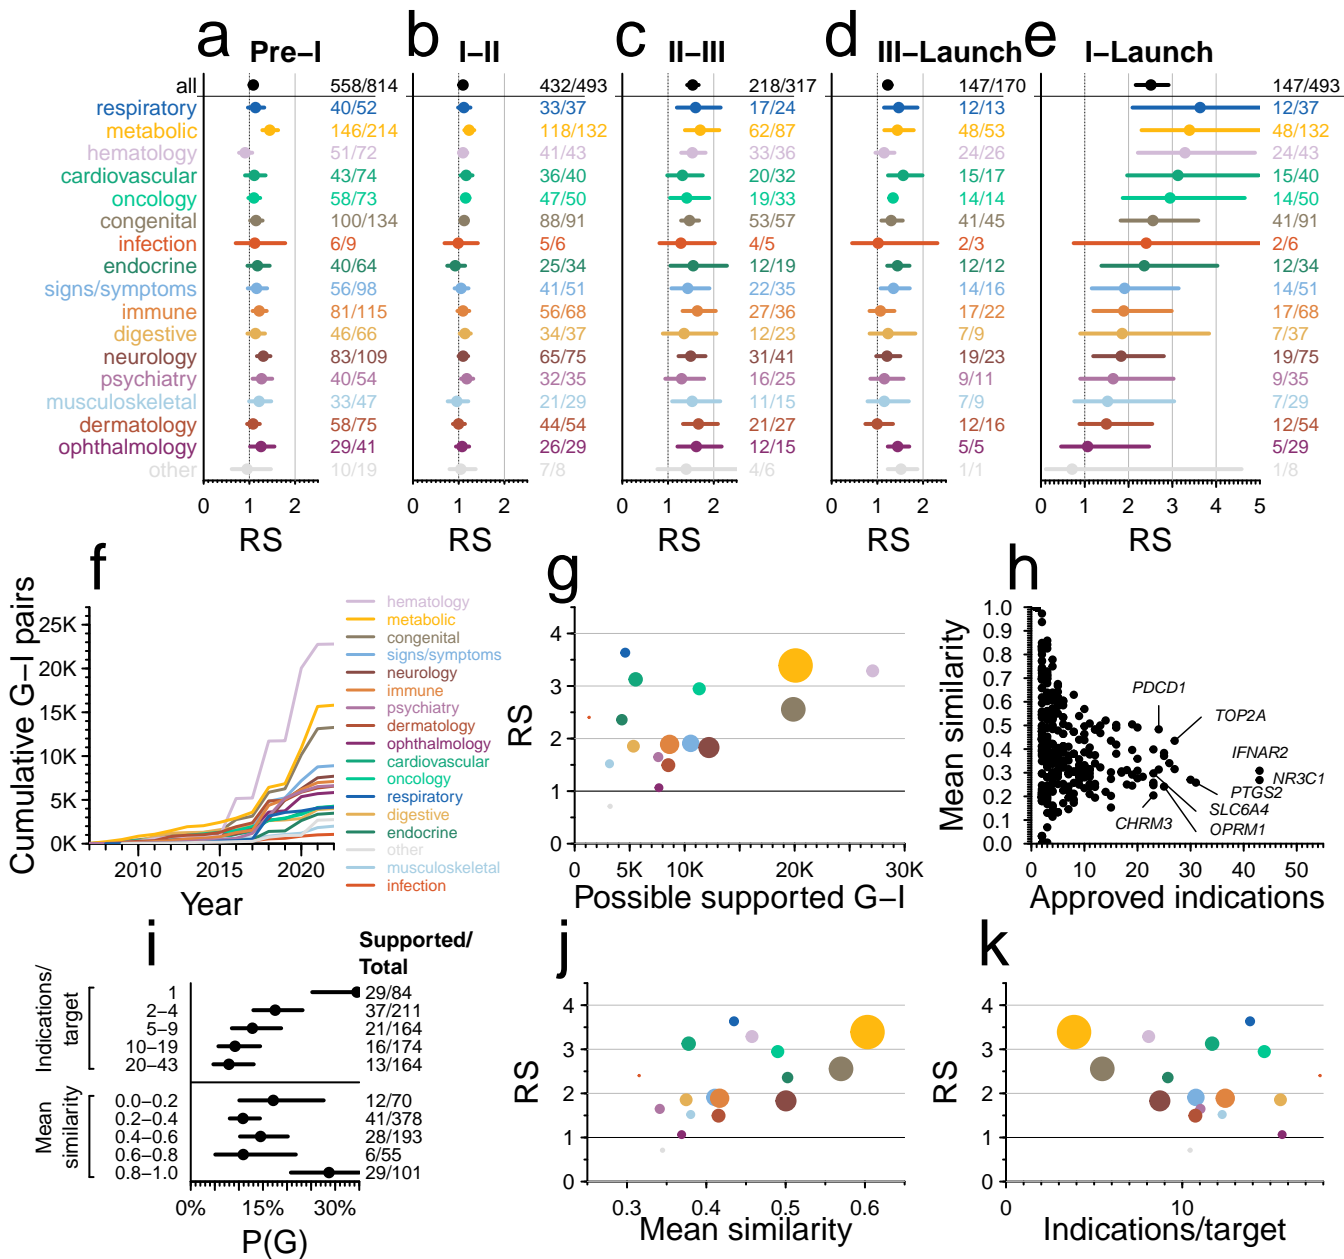 a Pre–I
b I–II
c II–III
d III–Launch
e I–Launch
all 558/814 432/493 218/317 147/170 147/493
respiratory 40/52 33/37 17/24 12/13 12/37
metabolic 146/214 118/132 62/87 48/53 48/132
hematology 51/72 41/43 33/36 24/26 24/43
cardiovascular 43/74 36/40 20/32 15/17 15/40
oncology 58/73 47/50 19/33 14/14 14/50
congenital 100/134 88/91 53/57 41/45 41/91
infection 6/9 5/6 4/5 2/3 2/6
endocrine 40/64 25/34 12/19 12/12 12/34
signs/symptoms 56/98 41/51 22/35 14/16 14/51
immune 81/115 56/68 27/36 17/22 17/68
digestive 46/66 34/37 12/23 7/9 7/37
neurology 83/109 65/75 31/41 19/23 19/75
psychiatry 40/54 32/35 16/25 9/11 9/35
musculoskeletal 33/47 21/29 11/15 7/9 7/29
dermatology 58/75 44/54 21/27 12/16 12/54
ophthalmology 29/41 26/29 12/15 5/5 5/29
other 10/19 7/8 4/6 1/1 1/8
0 1 2 0 1 2 0 1 2 0 1 2 0 1 2 3 4 5
RS RS RS RS RS
f
Cumulative G–I pairs
25K
20K
15K
10K
5K
0K
2010 2015 2020
Year
hematology
metabolic
congenital
signs/symptoms
neurology
immune
psychiatry
dermatology
ophthalmology
cardiovascular
oncology
respiratory
digestive
endocrine
other
musculoskeletal
infection
g
RS
4
3
2
1
0
0 5K 10K 20K 30K
Possible supported G–I
h
Mean similarity
1.0
0.9
0.8
0.7
0.6
0.5
0.4
0.3
0.2
0.1
0.0
PDCD1
TOP2A
IFNAR2
NR3C1
PTGS2
SLC6A4
OPRM1
CHRM3
0 10 20 30 40 50
Approved indications
i
Supported/
Total
Indications/
target
1 29/84
2–4 37/211
5–9 21/164
10–19 16/174
20–43 13/164
Mean
similarity
0.0–0.2 12/70
0.2–0.4 41/378
0.4–0.6 28/193
0.6–0.8 6/55
0.8–1.0 29/101
0% 15% 30%
P(G)
j
RS
4
3
2
1
0
0.3 0.4 0.5 0.6
Mean similarity
k
RS
4
3
2
1
0
0 10
Indications/target